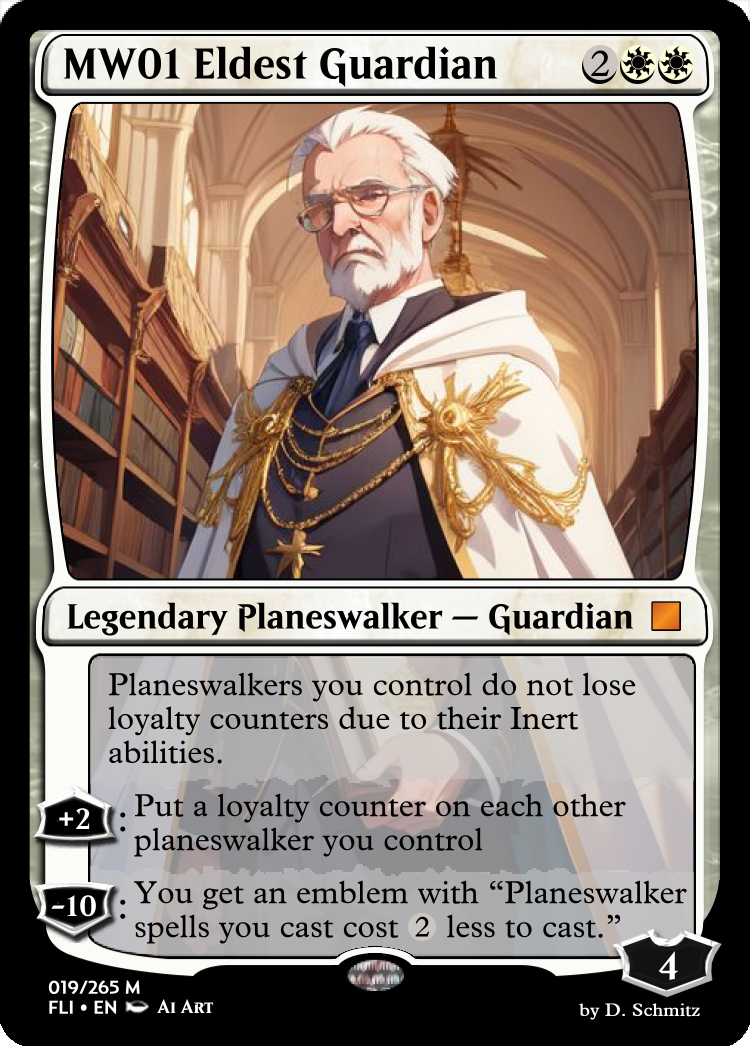 MW01 Eldest Guardian 2
Legendary Planeswalker — Guardian
Planeswalkers you control do not lose
loyalty counters due to their Inert
abilities.
+2 : Put a loyalty counter on each other
planeswalker you control
-10 : You get an emblem with “Planeswalker
spells you cast cost 2 less to cast.”
4
019/265 M
FLI • EN AI ART
by D. Schmitz